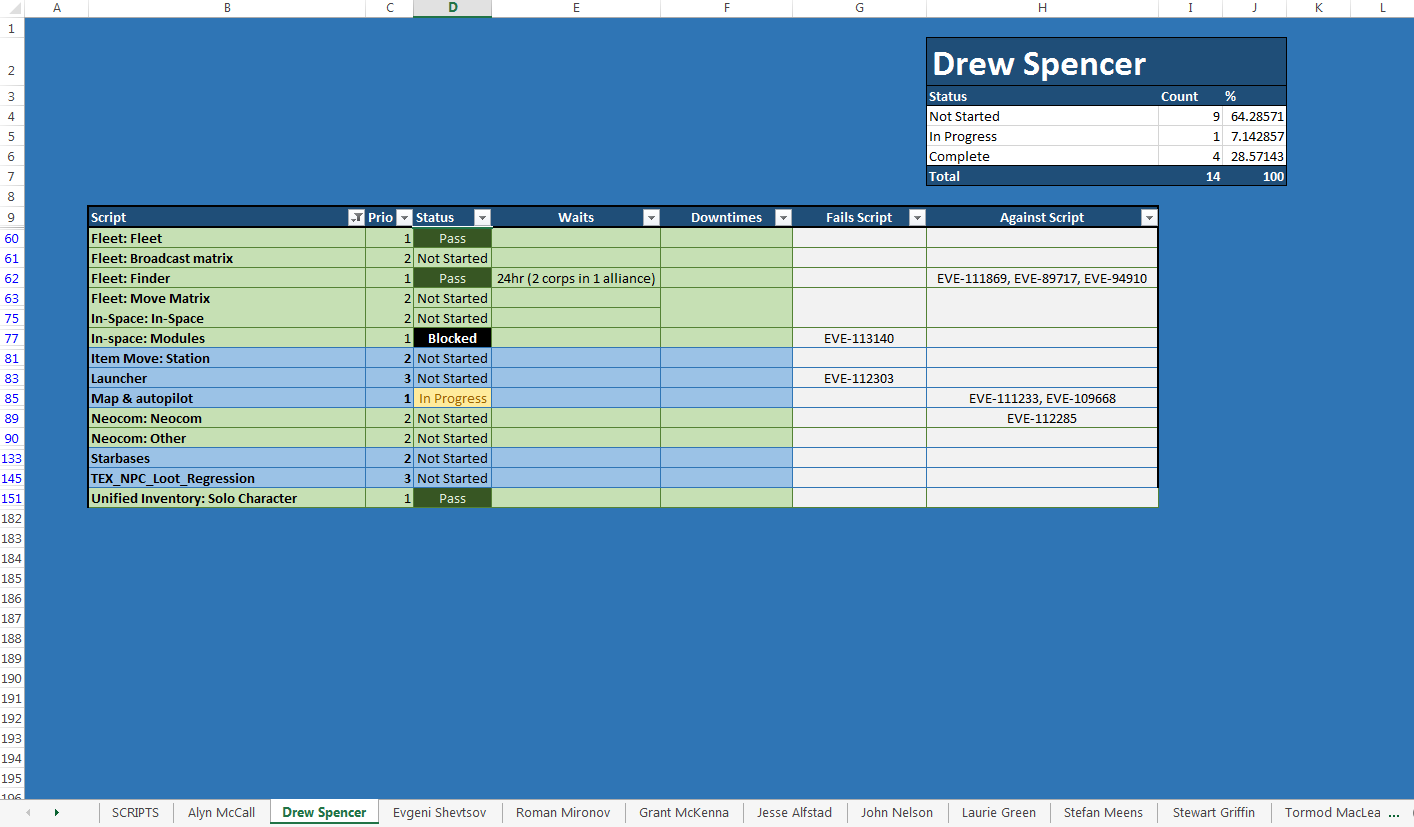 A B C D E F G H I J K L
1
2 Drew Spencer
3 Status Count %
4 Not Started 9 64.28571
5 In Progress 1 7.142857
6 Complete 4 28.57143
7 Total 14 100
8
9 Script Prio Status Waits Downtimes Fails Script Against Script
60 Fleet: Fleet 1 Pass
61 Fleet: Broadcast matrix 2 Not Started
62 Fleet: Finder 1 Pass 24hr (2 corps in 1 alliance) EVE-111869, EVE-89717, EVE-94910
63 Fleet: Move Matrix 2 Not Started
75 In-Space: In-Space 2 Not Started
77 In-space: Modules 1 Blocked EVE-113140
81 Item Move: Station 2 Not Started
83 Launcher 3 Not Started EVE-112303
85 Map & autopilot 1 In Progress EVE-111233, EVE-109668
89 Neocom: Neocom 2 Not Started EVE-112285
90 Neocom: Other 2 Not Started
133 Starbases 2 Not Started
145 TEX_NPC_Loot_Regression 3 Not Started
151 Unified Inventory: Solo Character 1 Pass
182
183
184
185
186
187
188
189
190
191
192
193
194
195
196
SCRIPTS Alyn McCall Drew Spencer Evgeni Shevtsov Roman Mironov Grant McKenna Jesse Alfstad John Nelson Laurie Green Stefan Meens Stewart Griffin Tormod MacLea ...